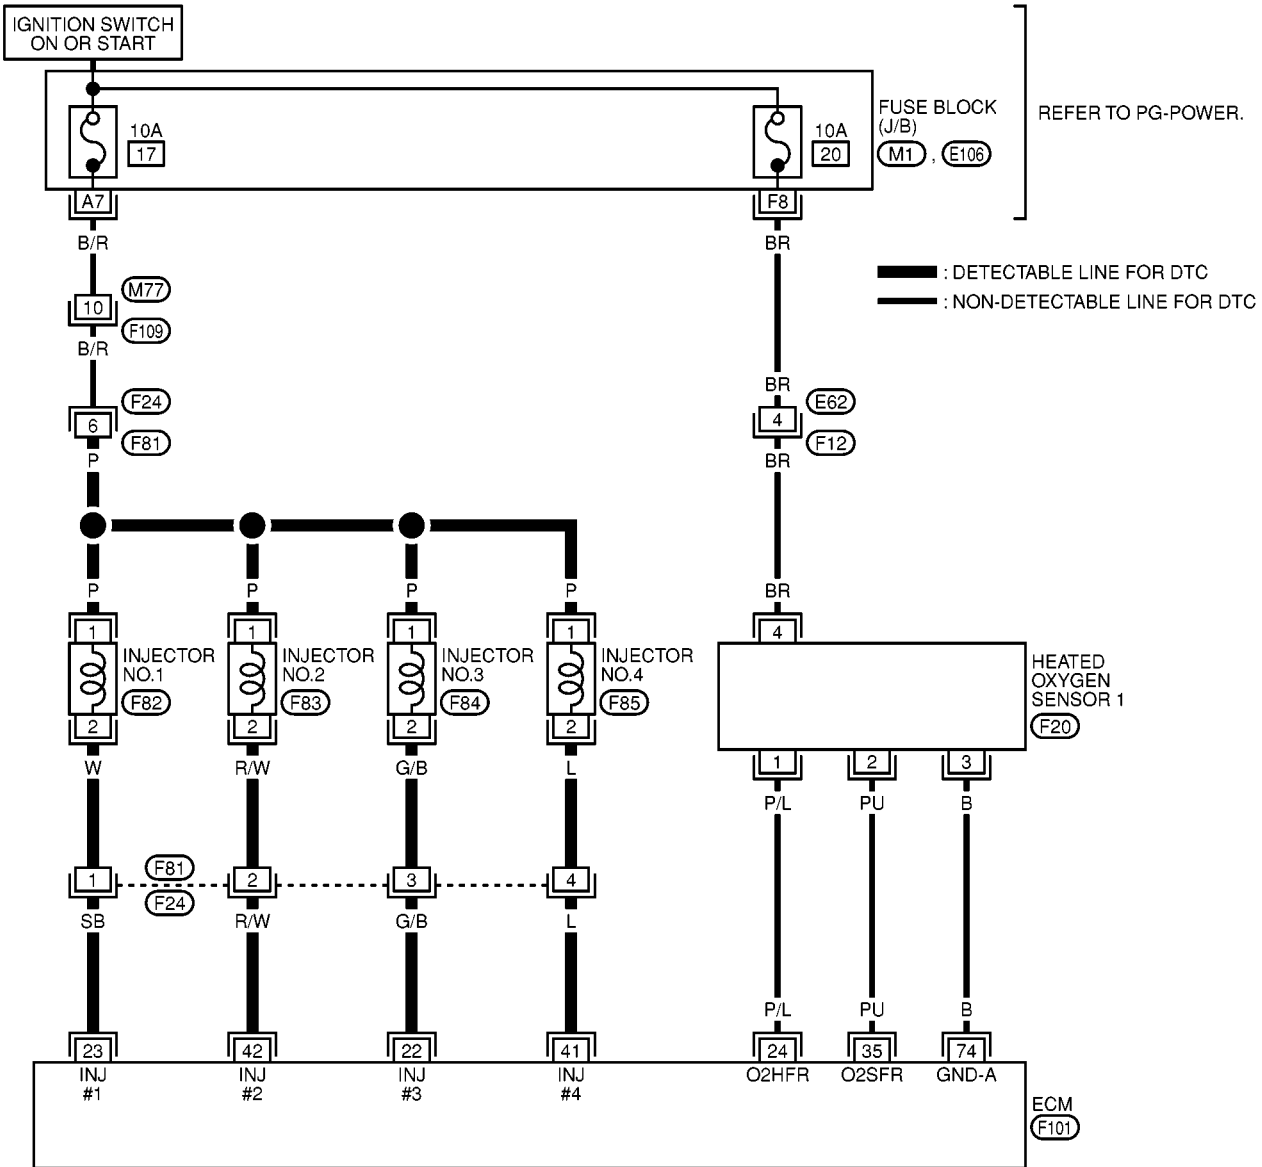 IGNITION SWITCH
ON OR START
10A
17
10A
20
FUSE BLOCK
(J/B)
M1 , E106
REFER TO PG-POWER.
A7
F8
B/R
BR
: DETECTABLE LINE FOR DTC
: NON-DETECTABLE LINE FOR DTC
M77
10
F109
B/R
BR
F24
6
F81
E62
4
F12
P
BR
P
P
P
P
BR
1
1
1
1
4
INJECTOR
NO.1
F82
INJECTOR
NO.2
F83
INJECTOR
NO.3
F84
INJECTOR
NO.4
F85
HEATED
OXYGEN
SENSOR 1
F20
2
2
2
2
1
2
3
W
R/W
G/B
L
P/L
PU
B
1
F81
F24
2
3
4
SB
R/W
G/B
L
P/L
PU
B
23
42
22
41
24
35
74
INJ
#1
INJ
#2
INJ
#3
INJ
#4
O2HFR
O2SFR
GND-A
ECM
F101